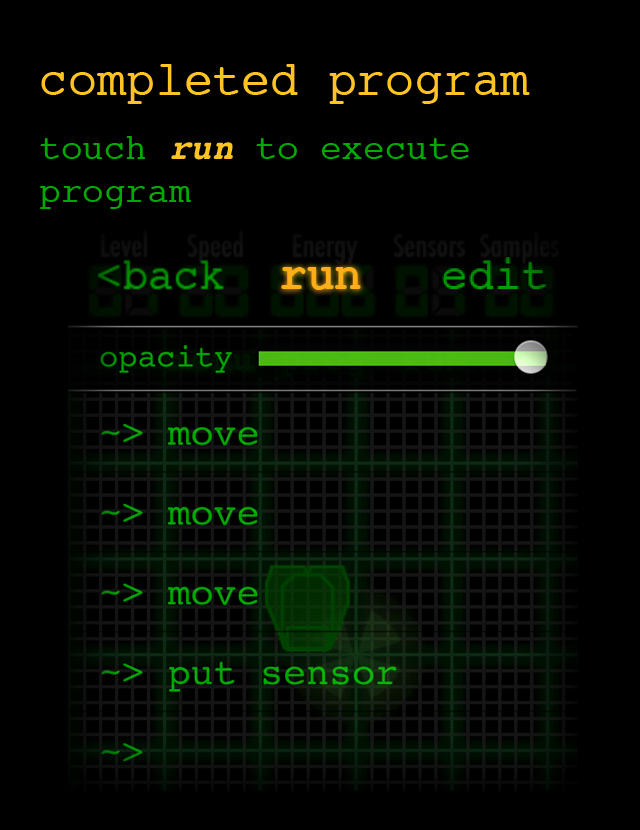 completed program
touch run to execute
program
Level Speed Energy Sensors Samples
<back run edit
opacity
~> move
~> move
~> move
~> put sensor
~>